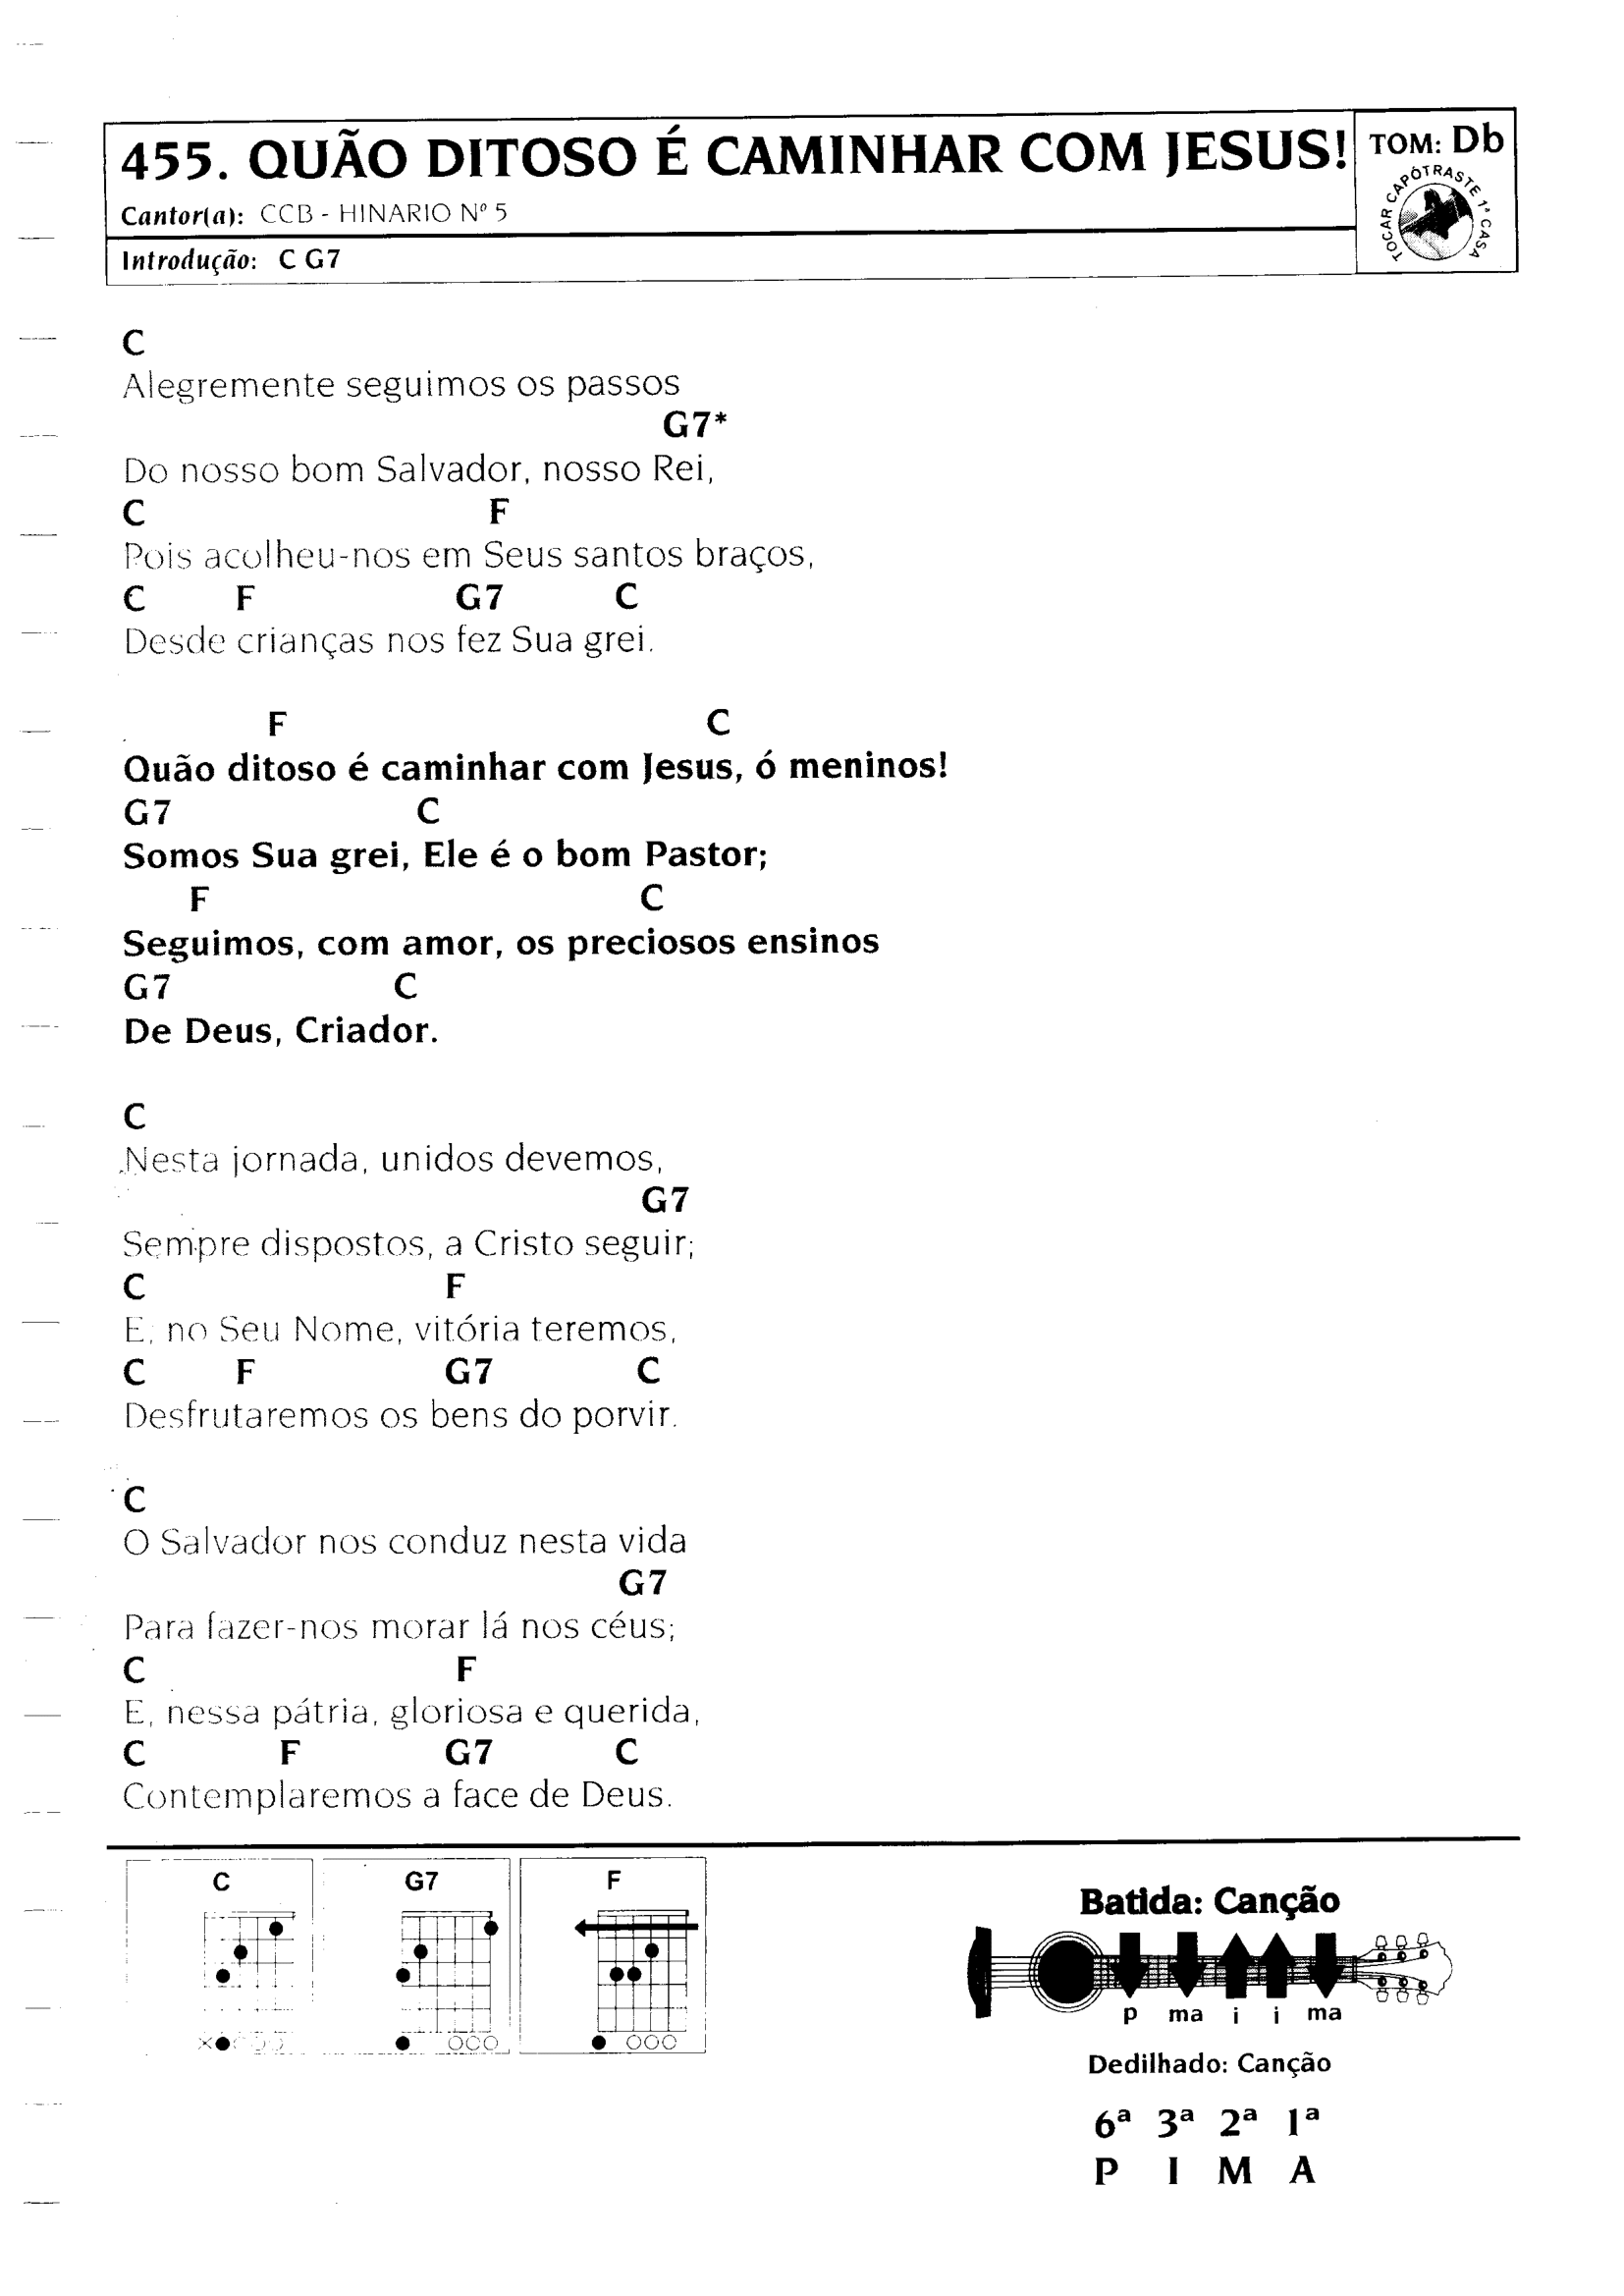 455. QUÃO DITOSO É CAMINHAR COM JESUS!
TOM: Db
Cantor(a): CCB - HINARIO Nº 5
TOCAR CAPÔTRASTE 1ª CASA
Introdução: C G7
C
Alegremente seguimos os passos
G7*
Do nosso bom Salvador, nosso Rei,
C F
Pois acolheu-nos em Seus santos braços,
C F G7 C
Desde crianças nos fez Sua grei.
F C
Quão ditoso é caminhar com Jesus, ó meninos!
G7 C
Somos Sua grei, Ele é o bom Pastor;
F C
Seguimos, com amor, os preciosos ensinos
G7 C
De Deus, Criador.
C
Nesta jornada, unidos devemos,
G7
Sempre dispostos, a Cristo seguir;
C F
E, no Seu Nome, vitória teremos,
C F G7 C
Desfrutaremos os bens do porvir.
C
O Salvador nos conduz nesta vida
G7
Para fazer-nos morar lá nos céus;
C F
E, nessa pátria, gloriosa e querida,
C F G7 C
Contemplaremos a face de Deus.
C G7 F
Batida: Canção
p ma i i ma
Dedilhado: Canção
6ª 3ª 2ª 1ª
P I M A